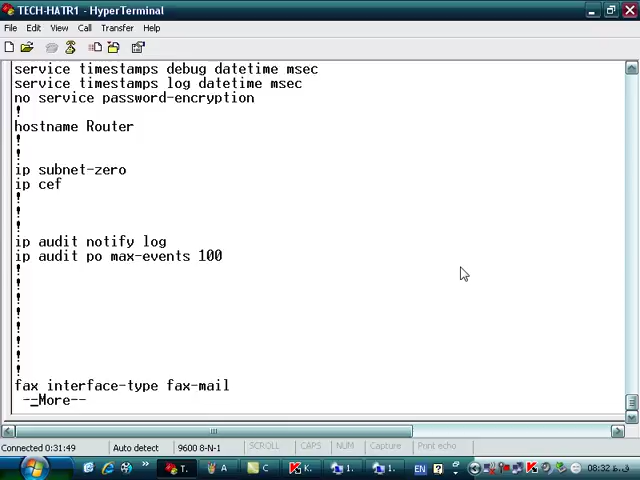 TECH-HATR1 - HyperTerminal
File Edit View Call Transfer Help
service timestamps debug datetime msec
service timestamps log datetime msec
no service password-encryption
!
hostname Router
!
!
ip subnet-zero
ip cef
!
!
!
ip audit notify log
ip audit po max-events 100
!
!
!
!
!
!
!
!
fax interface-type fax-mail
--More--
Connected 0:31:49 Auto detect 9600 8-N-1 SCROLL CAPS NUM Capture Print echo
T. A C K. 1. 1. EN 08:32